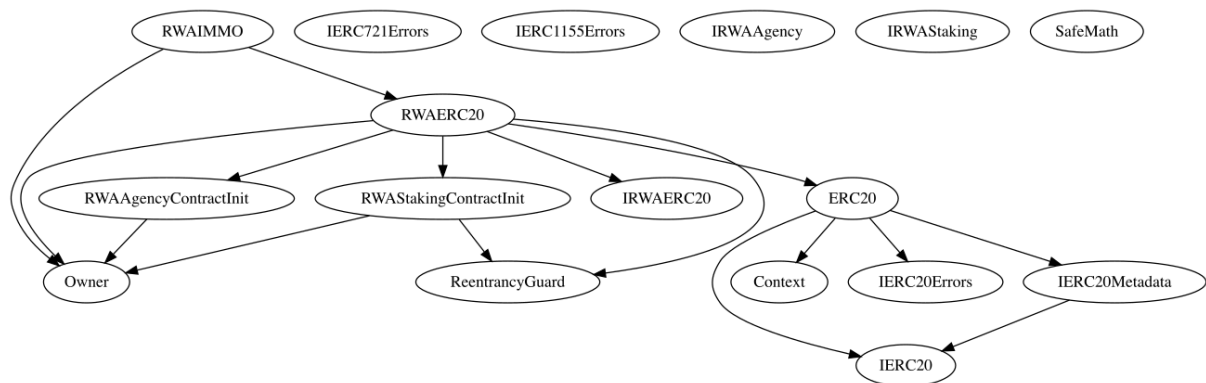 RWAIMMO
IERC721Errors
IERC1155Errors
IRWAAgency
IRWAStaking
SafeMath
RWAERC20
RWAAgencyContractInit
RWAStakingContractInit
IRWAERC20
ERC20
Owner
ReentrancyGuard
Context
IERC20Errors
IERC20Metadata
IERC20